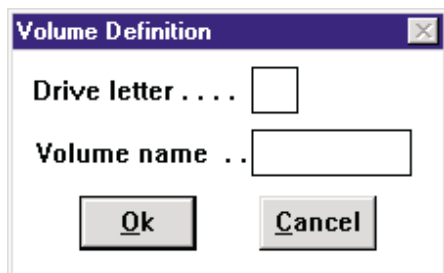 Volume Definition
Drive letter . . . .
Volume name . .
Ok
Cancel